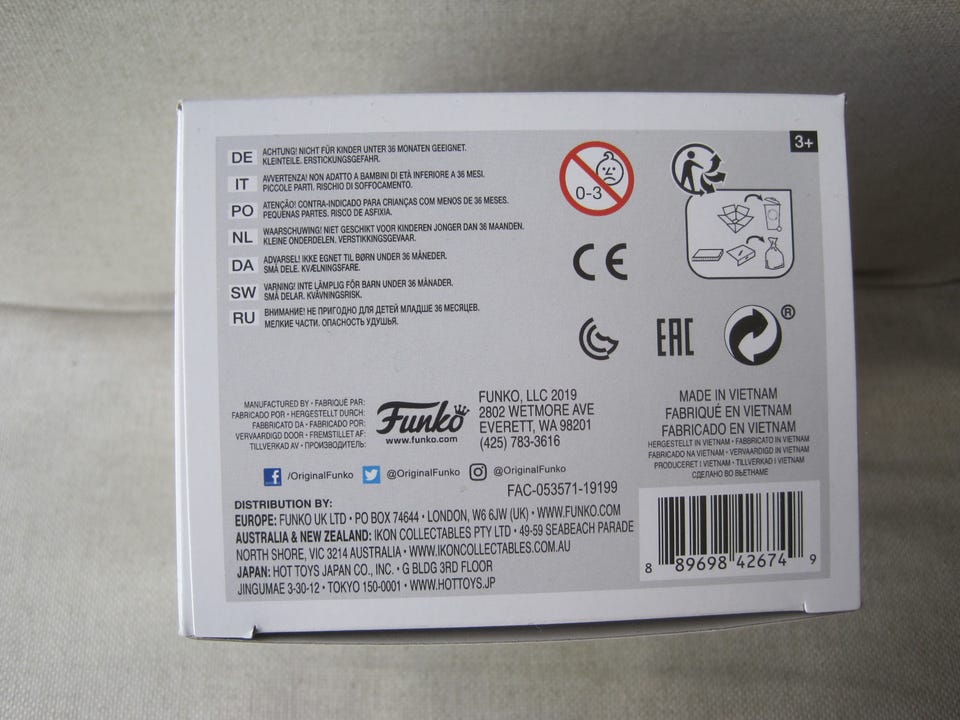 3+
DE ACHTUNG! NICHT FÜR KINDER UNTER 36 MONATEN GEEIGNET.
KLEINTEILE. ERSTICKUNGSGEFAHR.
IT AVVERTENZA! NON ADATTO A BAMBINI DI ETÀ INFERIORE A 36 MESI.
PICCOLE PARTI. RISCHIO DI SOFFOCAMENTO.
PO ATENÇÃO! CONTRA-INDICADO PARA CRIANÇAS COM MENOS DE 36 MESES.
PEQUENAS PARTES. RISCO DE ASFIXIA.
NL WAARSCHUWING! NIET GESCHIKT VOOR KINDEREN JONGER DAN 36 MAANDEN.
KLEINE ONDERDELEN. VERSTIKKINGSGEVAAR.
DA ADVARSEL! IKKE EGNET TIL BØRN UNDER 36 MÅNEDER.
SMÅ DELE. KVÆLNINGSFARE.
SW VARNING! INTE LÄMPLIG FÖR BARN UNDER 36 MÅNADER.
SMÅ DELAR. KVÄVNINGSRISK.
RU ВНИМАНИЕ! НЕ ПРИГОДНО ДЛЯ ДЕТЕЙ МЛАДШЕ 36 МЕСЯЦЕВ.
МЕЛКИЕ ЧАСТИ. ОПАСНОСТЬ УДУШЬЯ.
0-3
CE
EAC
®
MANUFACTURED BY • FABRIQUÉ PAR:
FABRICADO POR • HERGESTELLT DURCH:
FABBRICATO DA • FABRICADO POR:
VERVAARDIGD DOOR • FREMSTILLET AF:
TILLVERKAD AV • ПРОИЗВОДИТЕЛЬ:
Funko
www.funko.com
FUNKO, LLC 2019
2802 WETMORE AVE
EVERETT, WA 98201
(425) 783-3616
MADE IN VIETNAM
FABRIQUÉ EN VIETNAM
FABRICADO EN VIETNAM
HERGESTELLT IN VIETNAM • FABBRICATO IN VIETNAM
FABRICADO NA VIETNAM • VERVAARDIGD IN VIETNAM
PRODUCERET I VIETNAM • TILLVERKAD I VIETNAM
СДЕЛАНО ВО ВЬЕТНАМЕ
f /OriginalFunko @OriginalFunko @OriginalFunko
FAC-053571-19199
DISTRIBUTION BY:
EUROPE: FUNKO UK LTD • PO BOX 74644 • LONDON, W6 6JW (UK) • WWW.FUNKO.COM
AUSTRALIA & NEW ZEALAND: IKON COLLECTABLES PTY LTD • 49-59 SEABEACH PARADE
NORTH SHORE, VIC 3214 AUSTRALIA • WWW.IKONCOLLECTABLES.COM.AU
JAPAN: HOT TOYS JAPAN CO., INC. • G BLDG 3RD FLOOR
JINGUMAE 3-30-12 • TOKYO 150-0001 • WWW.HOTTOYS.JP
8 89698 42674 9